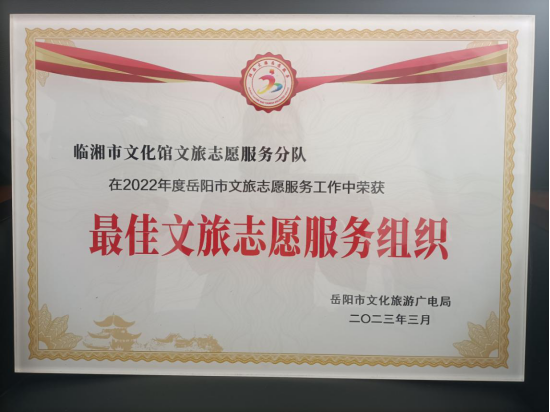 临湘市文化馆文旅志愿服务分队
在2022年度岳阳市文旅志愿服务工作中荣获
最佳文旅志愿服务组织
岳阳市文化旅游广电局
二〇二三年三月